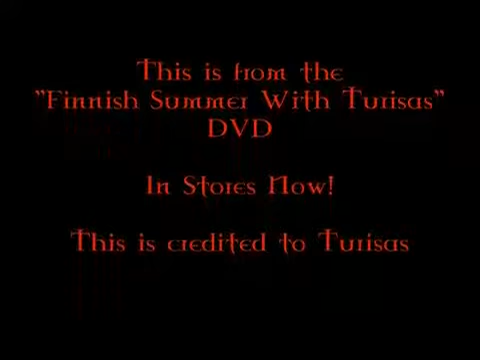 This is from the
"Finnish Summer With Turisas"
DVD
In Stores Now!
This is credited to Turisas